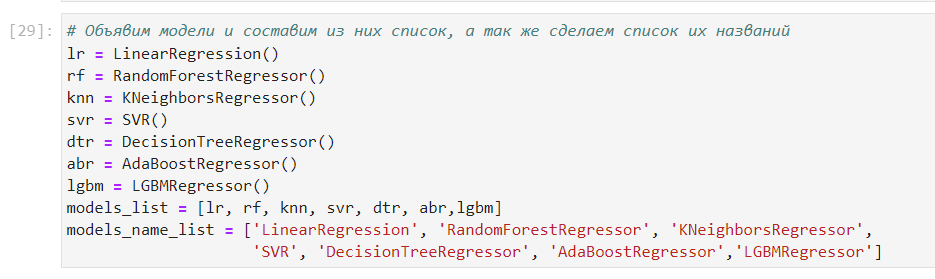 [29]: # Объявим модели и составим из них список, а так же сделаем список их названий
lr = LinearRegression()
rf = RandomForestRegressor()
knn = KNeighborsRegressor()
svr = SVR()
dtr = DecisionTreeRegressor()
abr = AdaBoostRegressor()
lgbm = LGBMRegressor()
models_list = [lr, rf, knn, svr, dtr, abr,lgbm]
models_name_list = ['LinearRegression', 'RandomForestRegressor', 'KNeighborsRegressor',
'SVR', 'DecisionTreeRegressor', 'AdaBoostRegressor','LGBMRegressor']